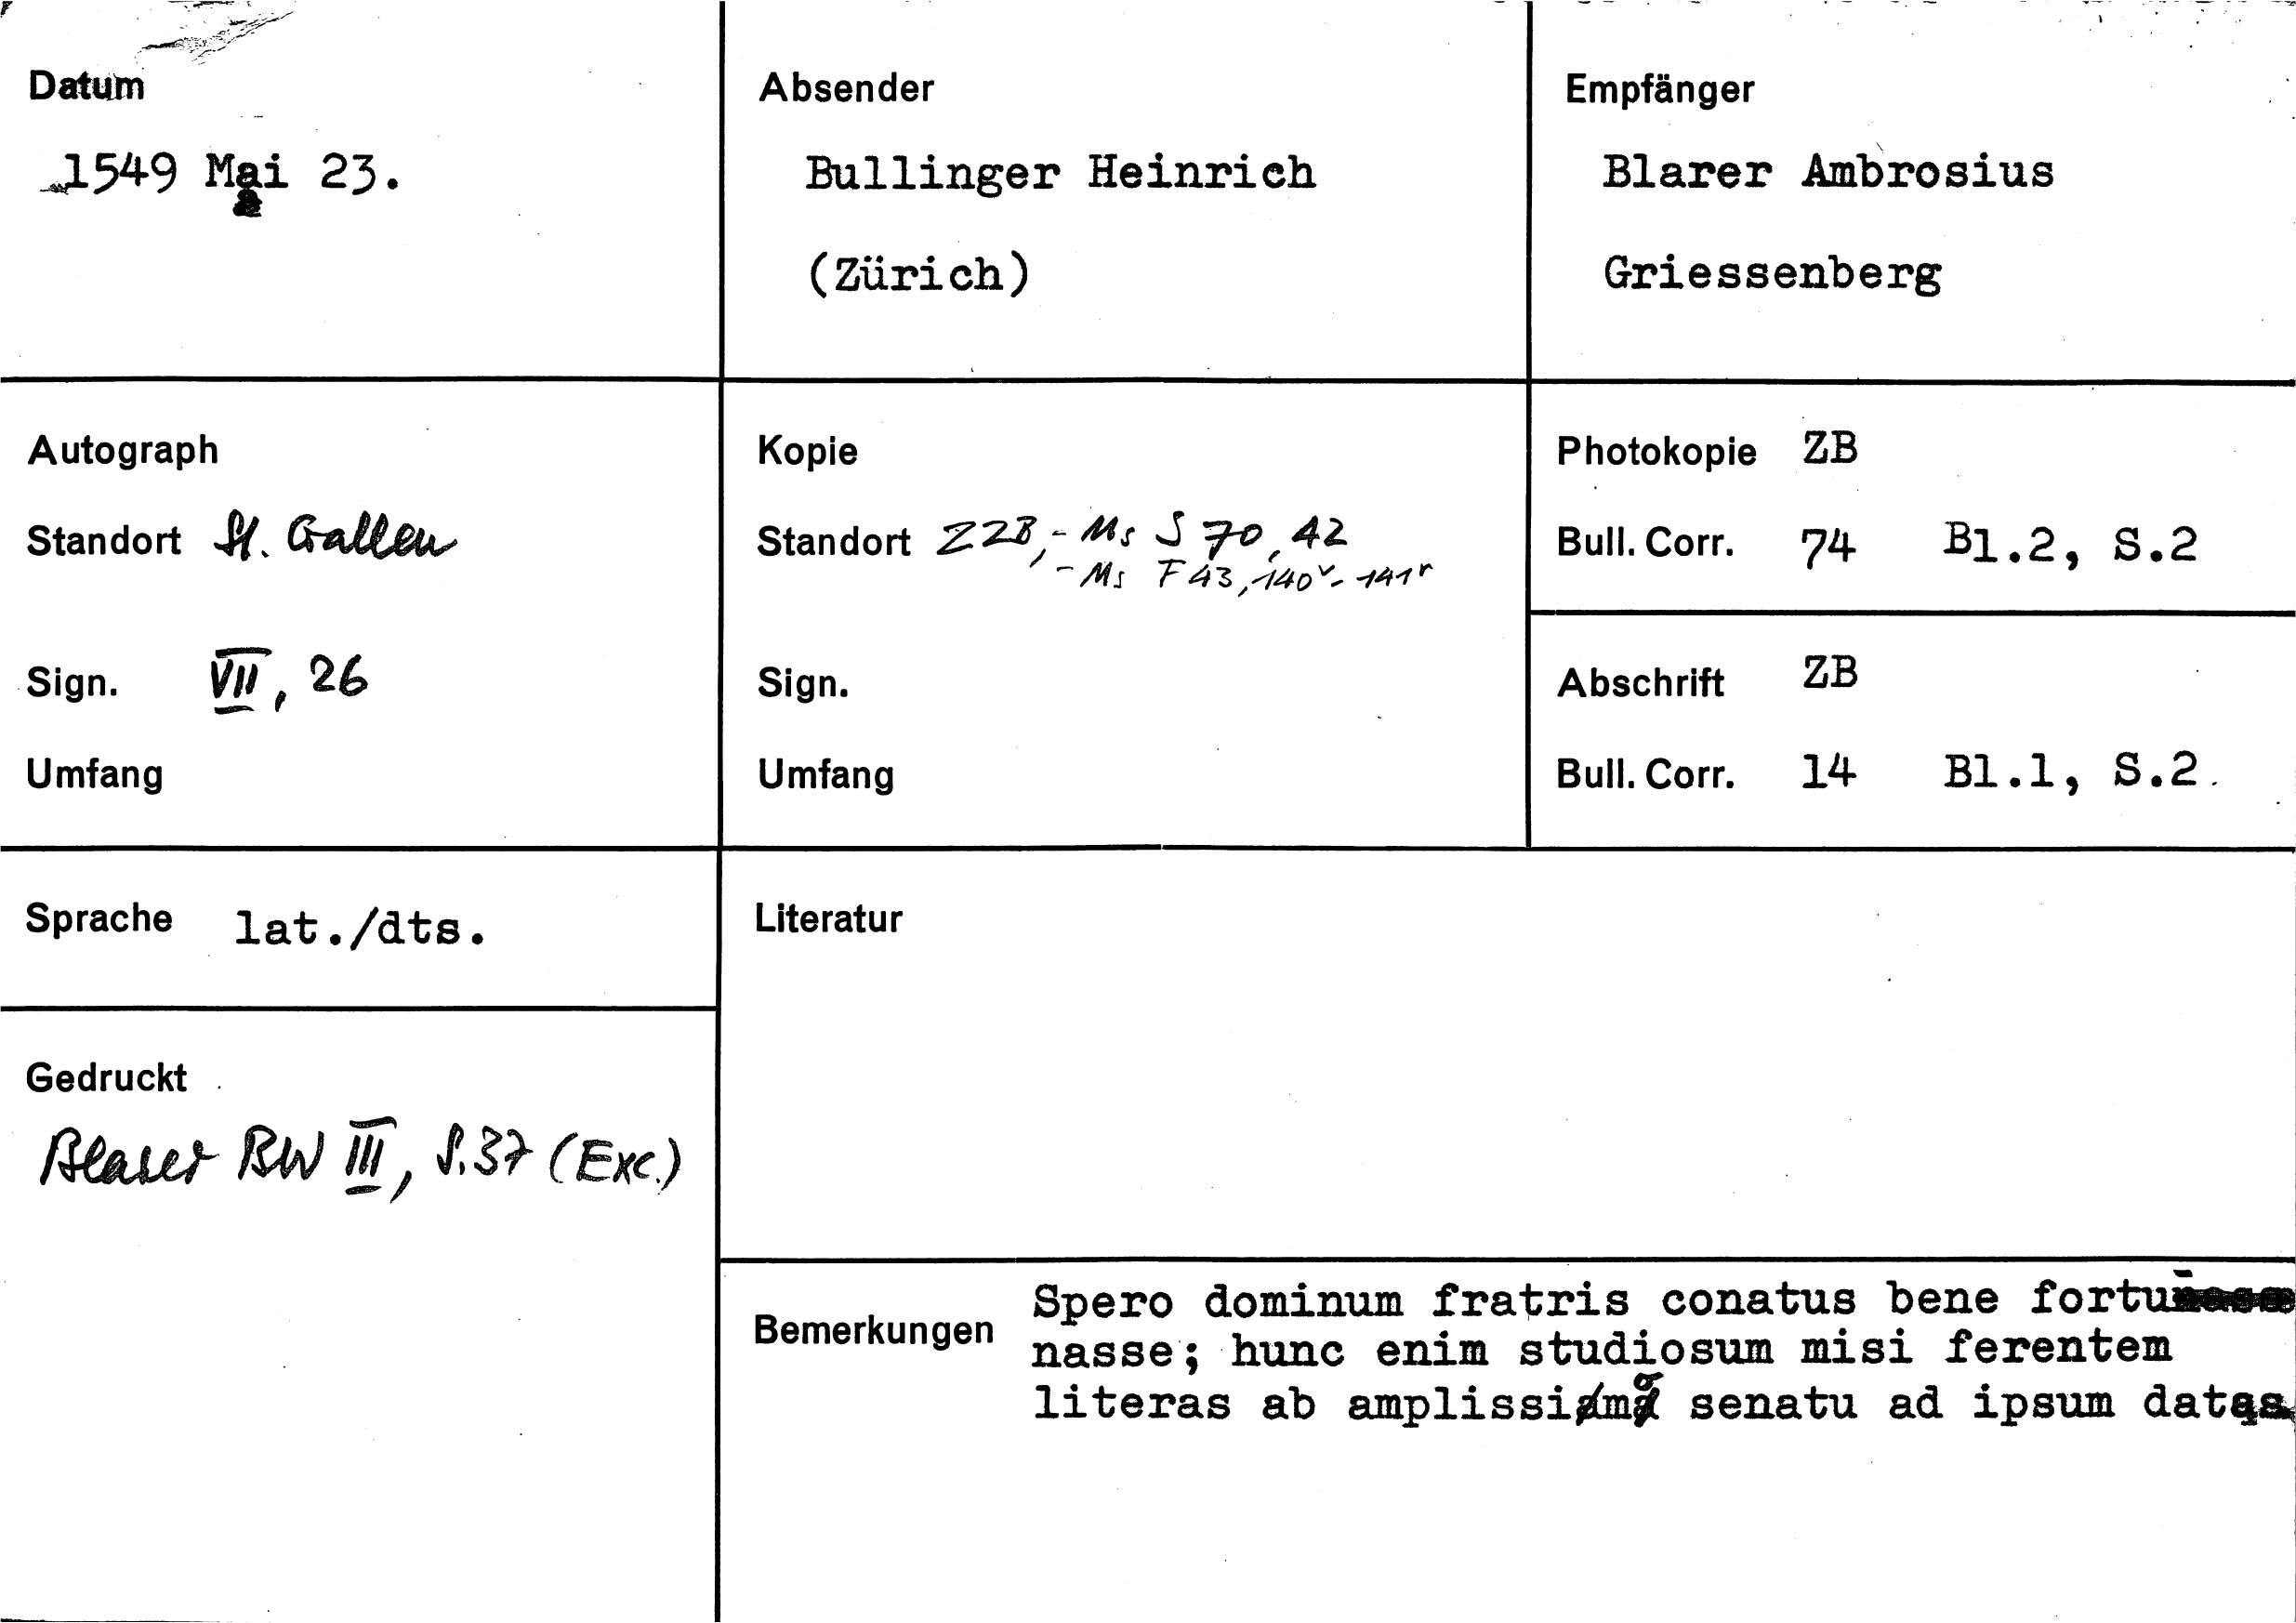 Datum
1549 Mai 23.
Absender
Bullinger Heinrich
(Zürich)
Empfänger
Blarer Ambrosius
Griessenberg
Autograph
Standort St. Gallen
Sign. VII, 26
Umfang
Kopie
Standort ZZB, - Ms S 70, 42
- Ms F 43, 140v - 141r
Sign.
Umfang
Photokopie ZB
Bull. Corr. 74 Bl.2, S.2
Abschrift ZB
Bull. Corr. 14 Bl.1, S.2.
Sprache lat./dts.
Literatur
Gedruckt
Blarer BW III, S.37 (Exc.)
Bemerkungen
Spero dominum fratris conatus bene fortu
nasse; hunc enim studiosum misi ferentem
literas ab amplissimo senatu ad ipsum datas